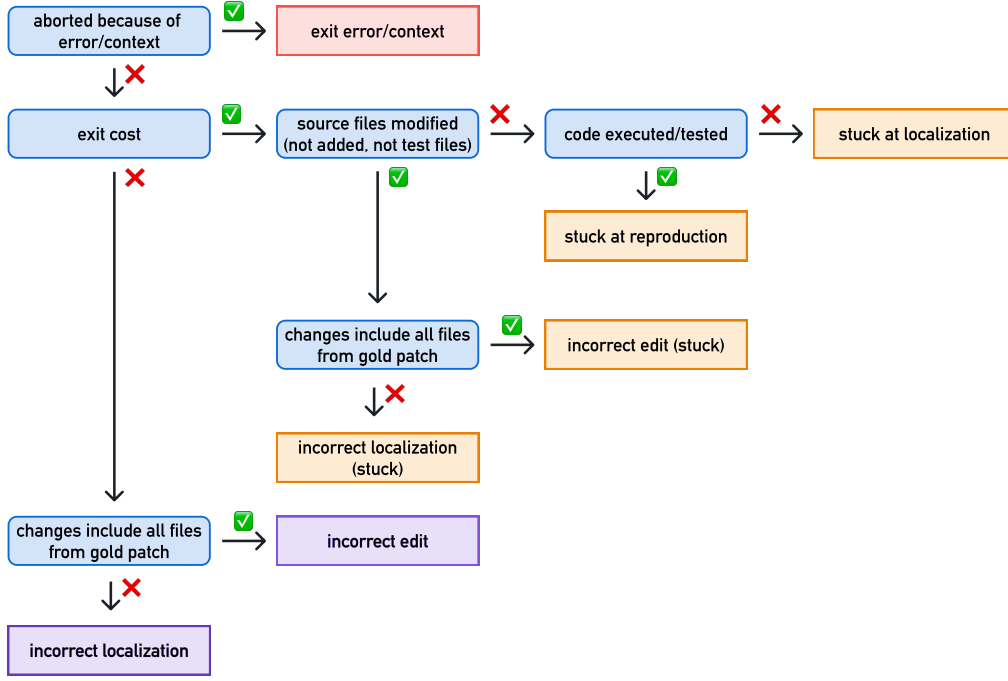 aborted because of
error/context
exit error/context
exit cost
source files modified
(not added, not test files)
code executed/tested
stuck at localization
stuck at reproduction
changes include all files
from gold patch
incorrect edit (stuck)
incorrect localization
(stuck)
changes include all files
from gold patch
incorrect edit
incorrect localization